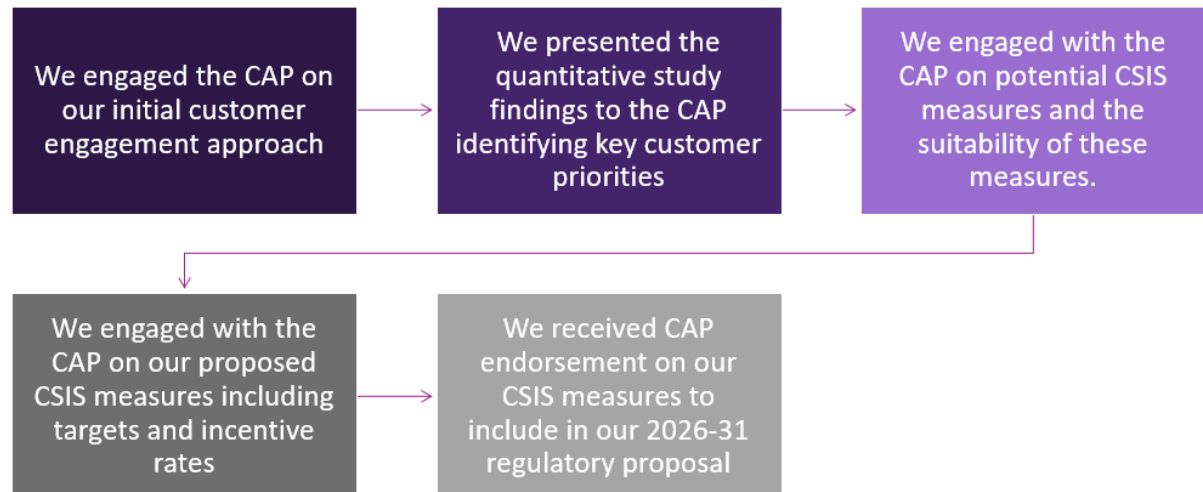 We engaged the CAP on
our initial customer
engagement approach
We presented the
quantitative study
findings to the CAP
identifying key customer
priorities
We engaged with the
CAP on potential CSIS
measures and the
suitability of these
measures.
We engaged with the
CAP on our proposed
CSIS measures including
targets and incentive
rates
We received CAP
endorsement on our
CSIS measures to
include in our 2026-31
regulatory proposal